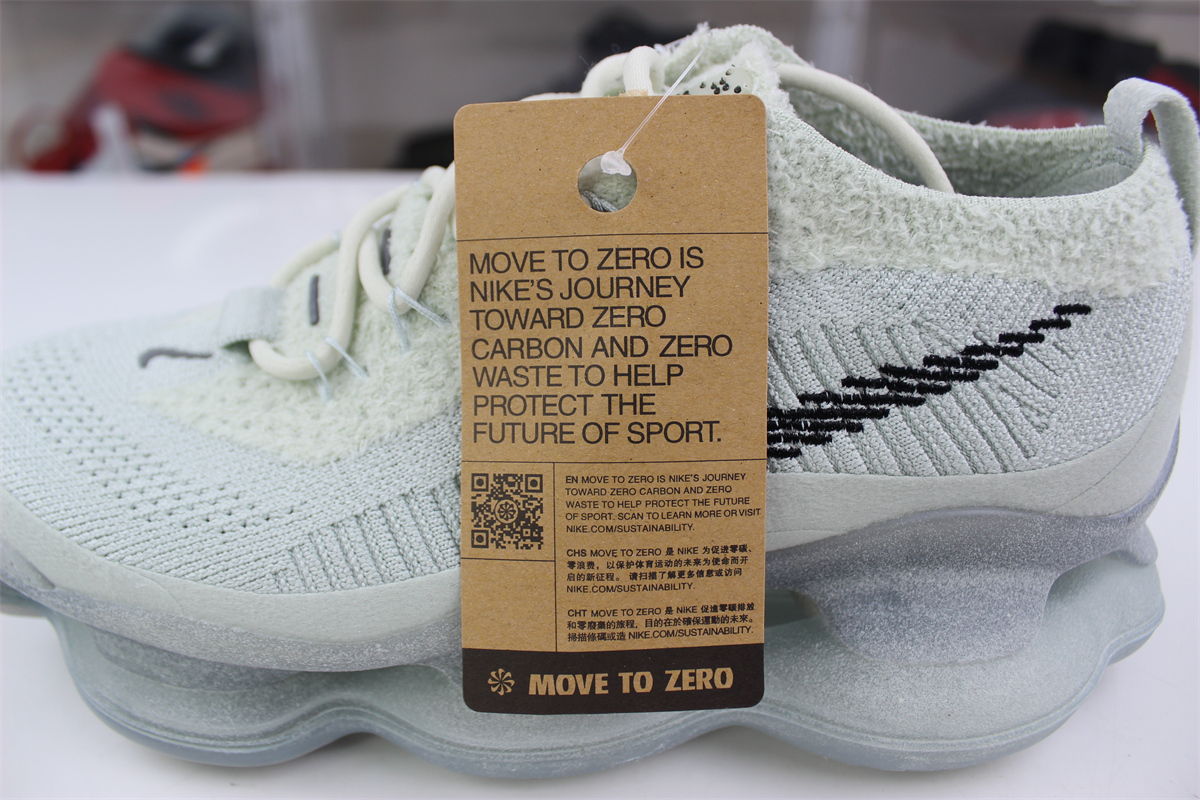 MOVE TO ZERO IS
NIKE'S JOURNEY
TOWARD ZERO
CARBON AND ZERO
WASTE TO HELP
PROTECT THE
FUTURE OF SPORT.
EN MOVE TO ZERO IS NIKE'S JOURNEY
TOWARD ZERO CARBON AND ZERO
WASTE TO HELP PROTECT THE FUTURE
OF SPORT. SCAN TO LEARN MORE OR VISIT
NIKE.COM/SUSTAINABILITY.
CHS MOVE TO ZERO 是 NIKE 为促进零碳、
零浪费，以保护体育运动的未来为使命而开
启的新征程。 请扫描了解更多信息或访问
NIKE.COM/SUSTAINABILITY.
CHT MOVE TO ZERO 是 NIKE 促進零碳排放
和零廢棄的旅程，目的在於確保運動的未來。
掃描條碼或造 NIKE.COM/SUSTAINABILITY.
MOVE TO ZERO